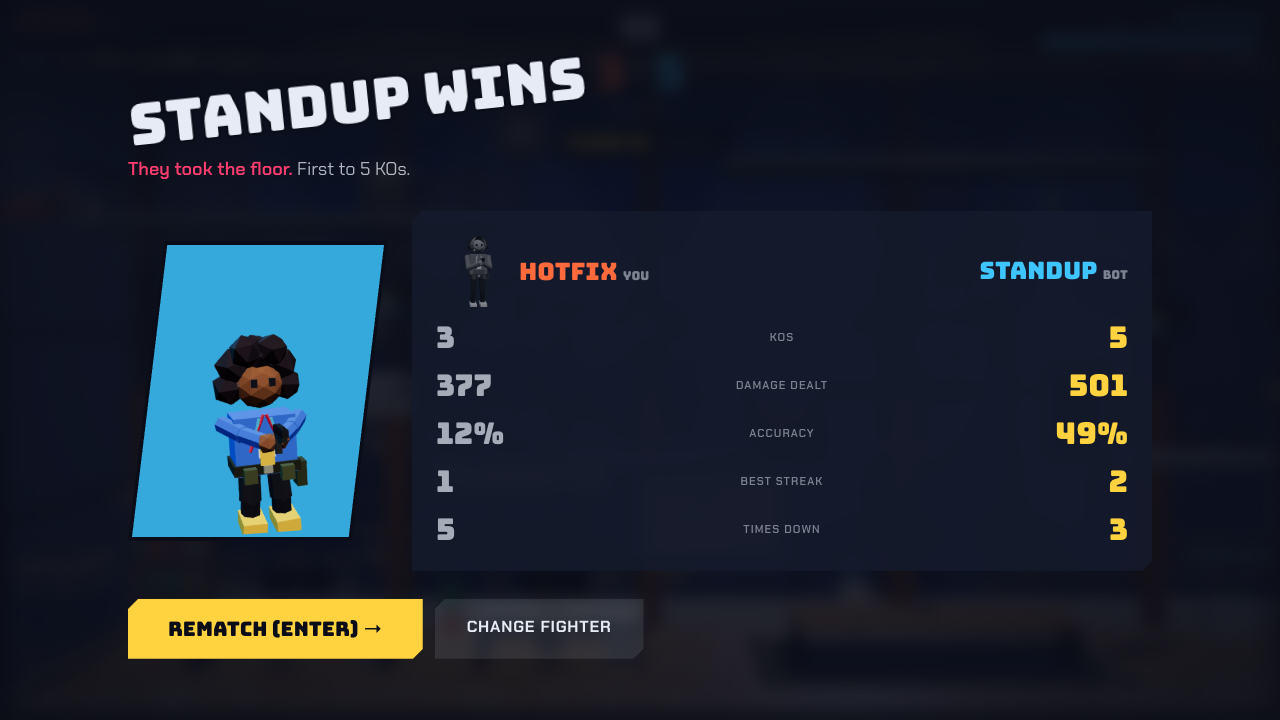 STANDUP WINS
They took the floor. First to 5 KOs.
HOTFIX YOU STANDUP BOT
3 KOS 5
377 DAMAGE DEALT 501
12% ACCURACY 49%
1 BEST STREAK 2
5 TIMES DOWN 3
REMATCH (ENTER) → CHANGE FIGHTER